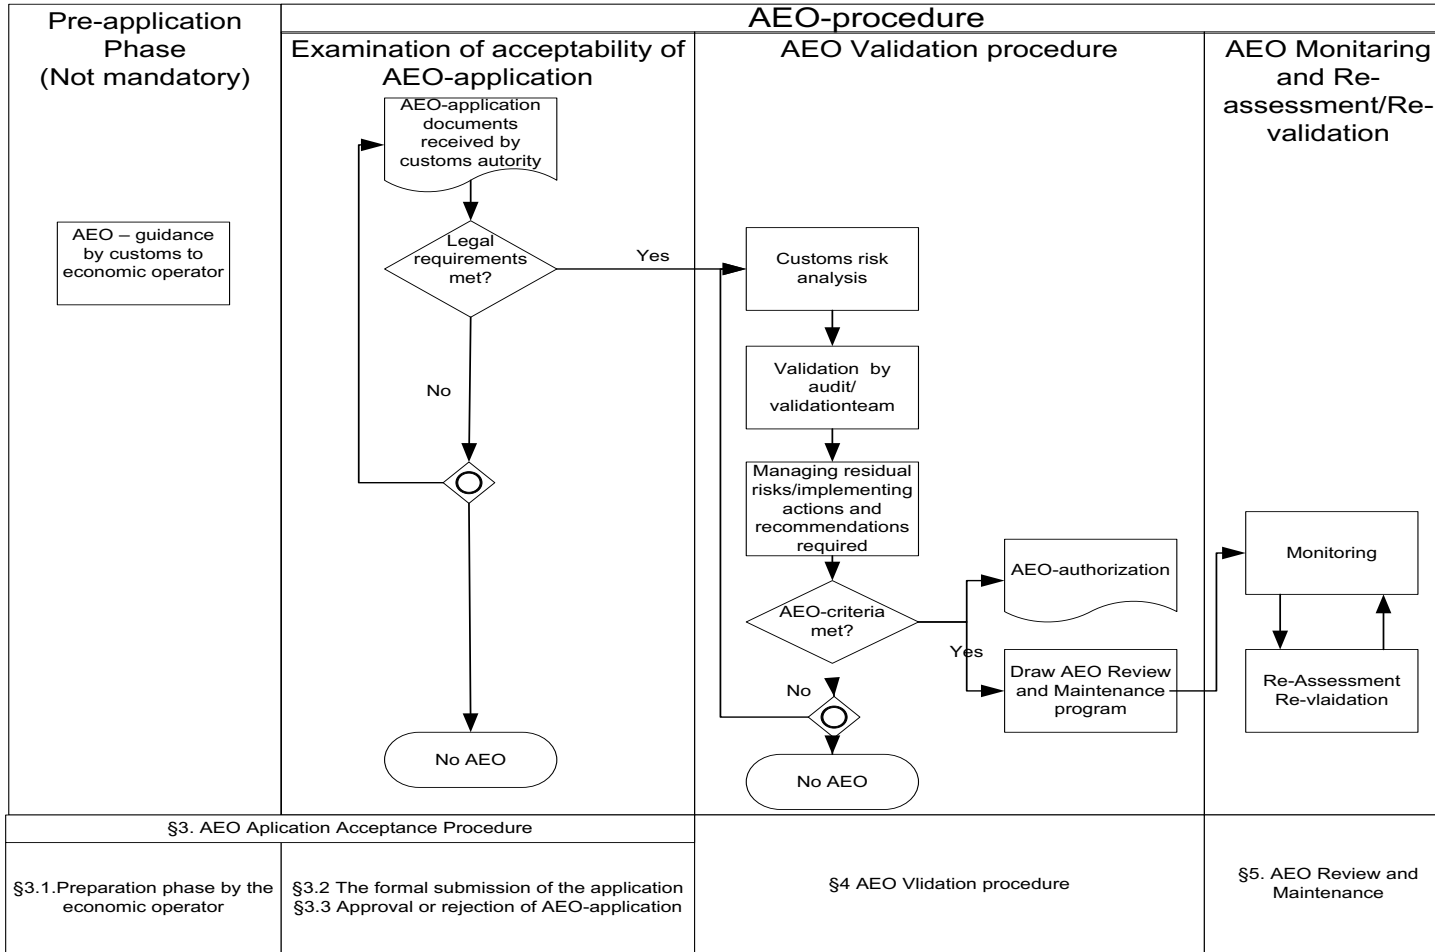 Pre-application
Phase
(Not mandatory)
AEO-procedure
Examination of acceptability of
AEO-application
AEO Validation procedure
AEO Monitaring
and Re-
assessment/Re-
validation
AEO – guidance
by customs to
economic operator
AEO-application
documents
received by
customs autority
Legal
requirements
met?
Yes
No
No AEO
Customs risk
analysis
Validation by
audit/
validationteam
Managing residual
risks/implementing
actions and
recommendations
required
AEO-criteria
met?
Yes
No
No AEO
AEO-authorization
Draw AEO Review
and Maintenance
program
Monitoring
Re-Assessment
Re-vlaidation
§3. AEO Aplication Acceptance Procedure
§3.1.Preparation phase by the
economic operator
§3.2 The formal submission of the application
§3.3 Approval or rejection of AEO-application
§4 AEO Vlidation procedure
§5. AEO Review and
Maintenance